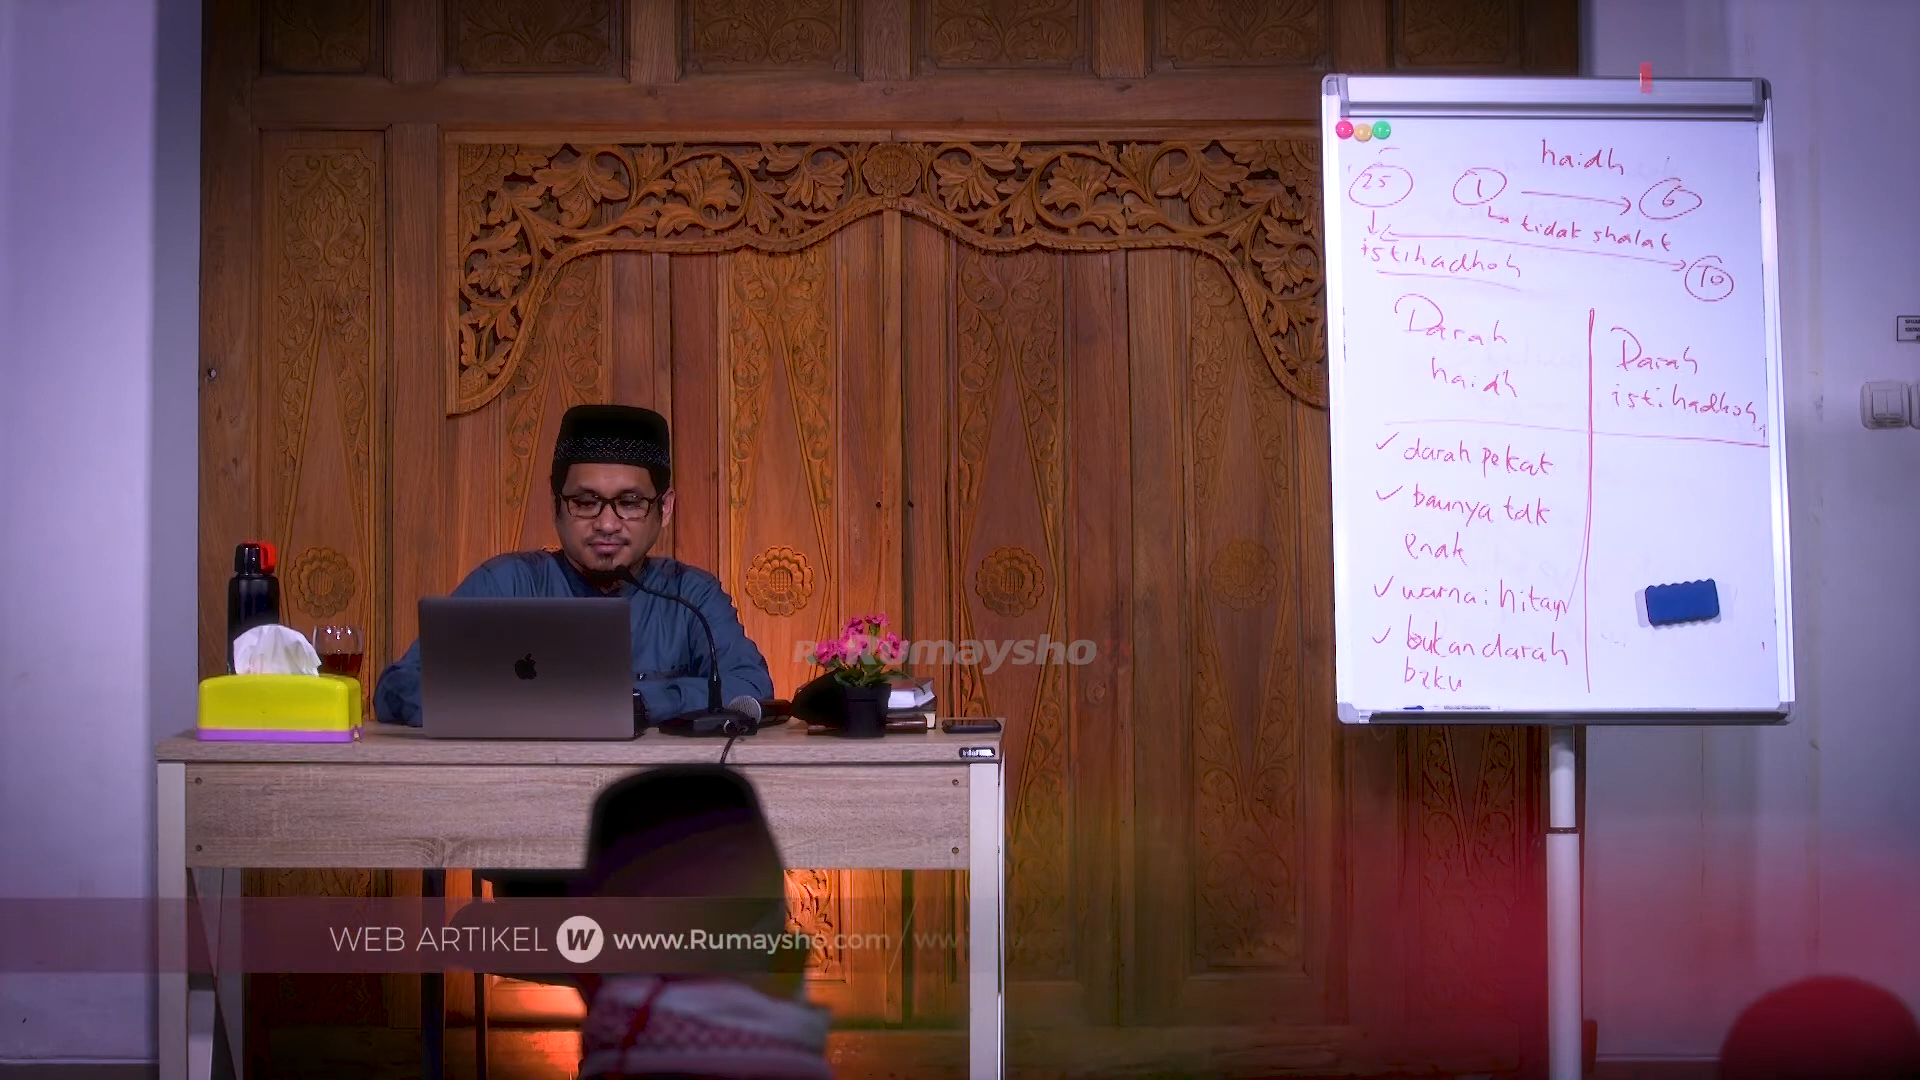 haidh
25 1 6
tidak shalat
istihadhoh
10
Darah
haidh
Darah
istihadhoh
✓ darah pekat
✓ baunya tdk
enak
✓ warna : hitam
✓ bukan darah
beku
Rumaysho
WEB ARTIKEL W www.Rumaysho.com